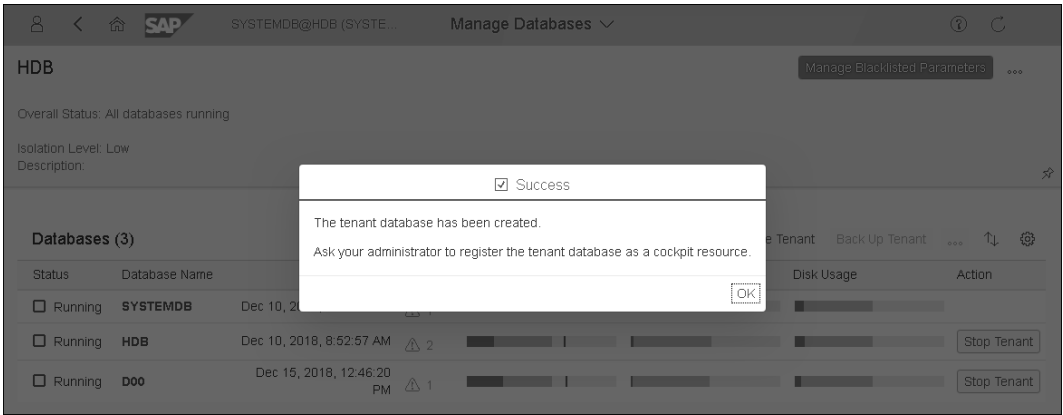 SAP SYSTEMDB@HDB (SYSTE... Manage Databases
HDB
Manage Blacklisted Parameters
Overall Status: All databases running
Isolation Level: Low
Description:
Success
The tenant database has been created.
Ask your administrator to register the tenant database as a cockpit resource.
OK
Databases (3) e Tenant Back Up Tenant ...
Status Database Name Disk Usage Action
Running SYSTEMDB Dec 10, 20
Running HDB Dec 10, 2018, 8:52:57 AM 2 Stop Tenant
Running D00 Dec 15, 2018, 12:46:20 PM 1 Stop Tenant